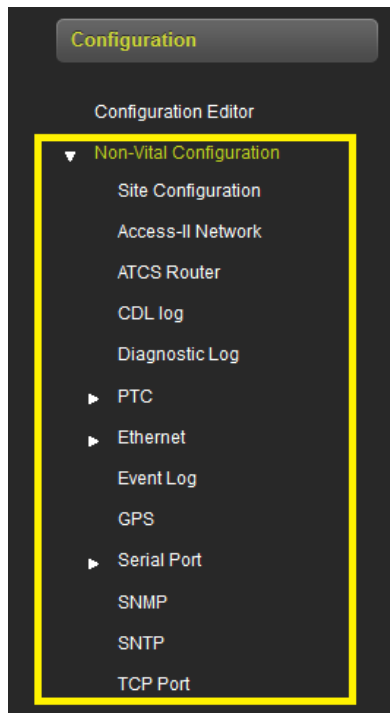 Configuration
Configuration Editor
Non-Vital Configuration
Site Configuration
Access-II Network
ATCS Router
CDL log
Diagnostic Log
PTC
Ethernet
Event Log
GPS
Serial Port
SNMP
SNTP
TCP Port